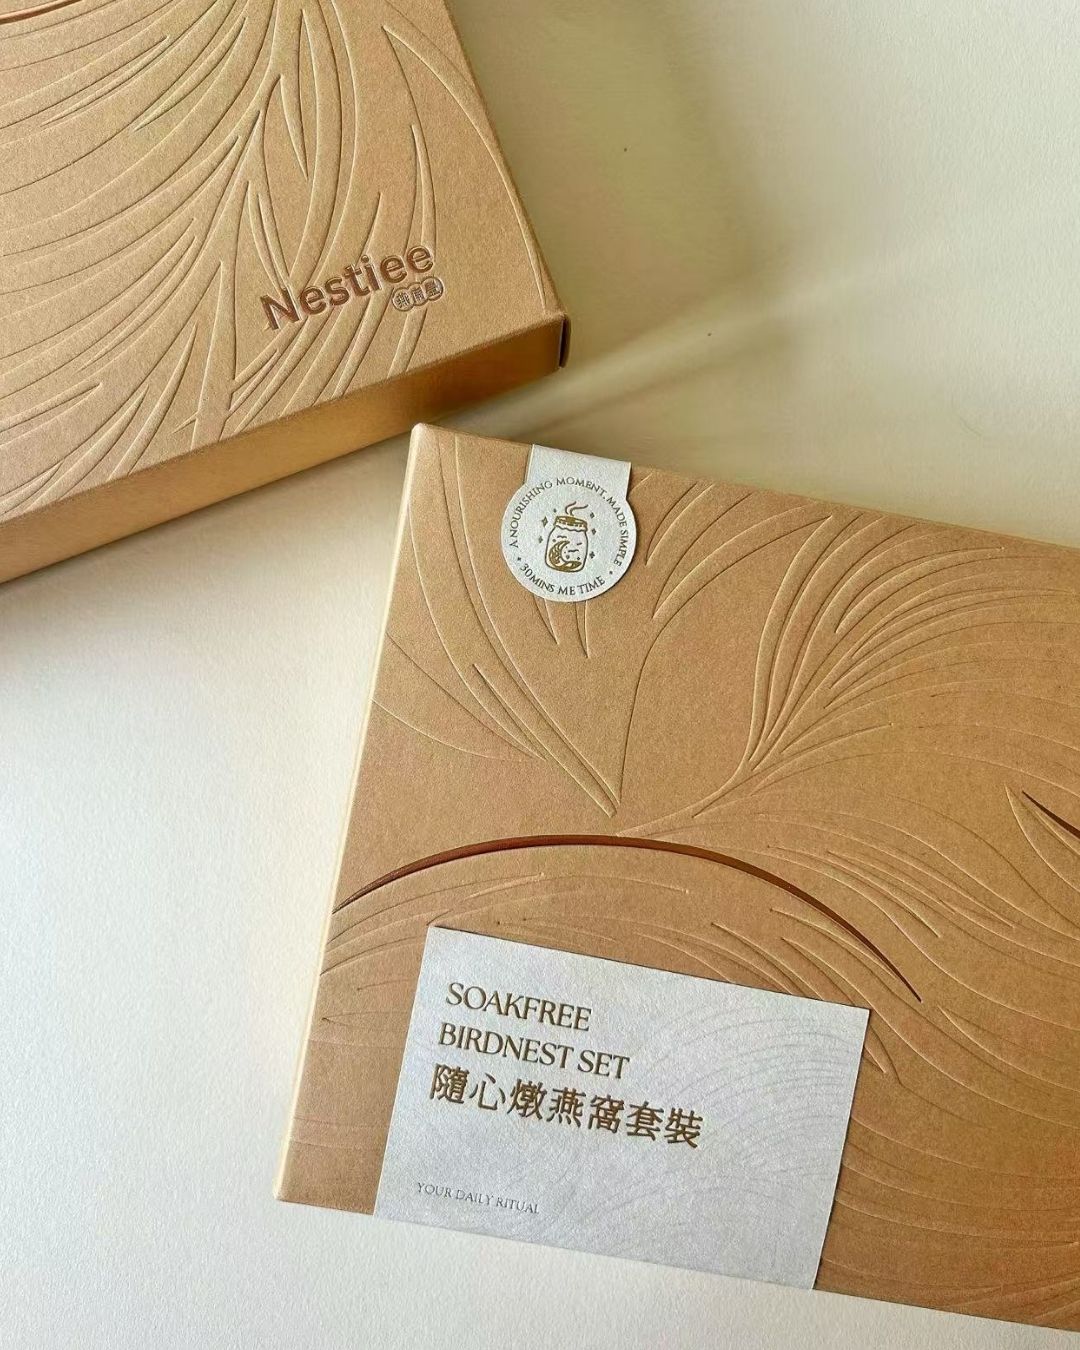 Nestiee
A NOURISHING MOMENT, MADE SIMPLE
30MINS ME TIME
SOAKFREE
BIRDNEST SET
隨心燉燕窩套裝
YOUR DAILY RITUAL